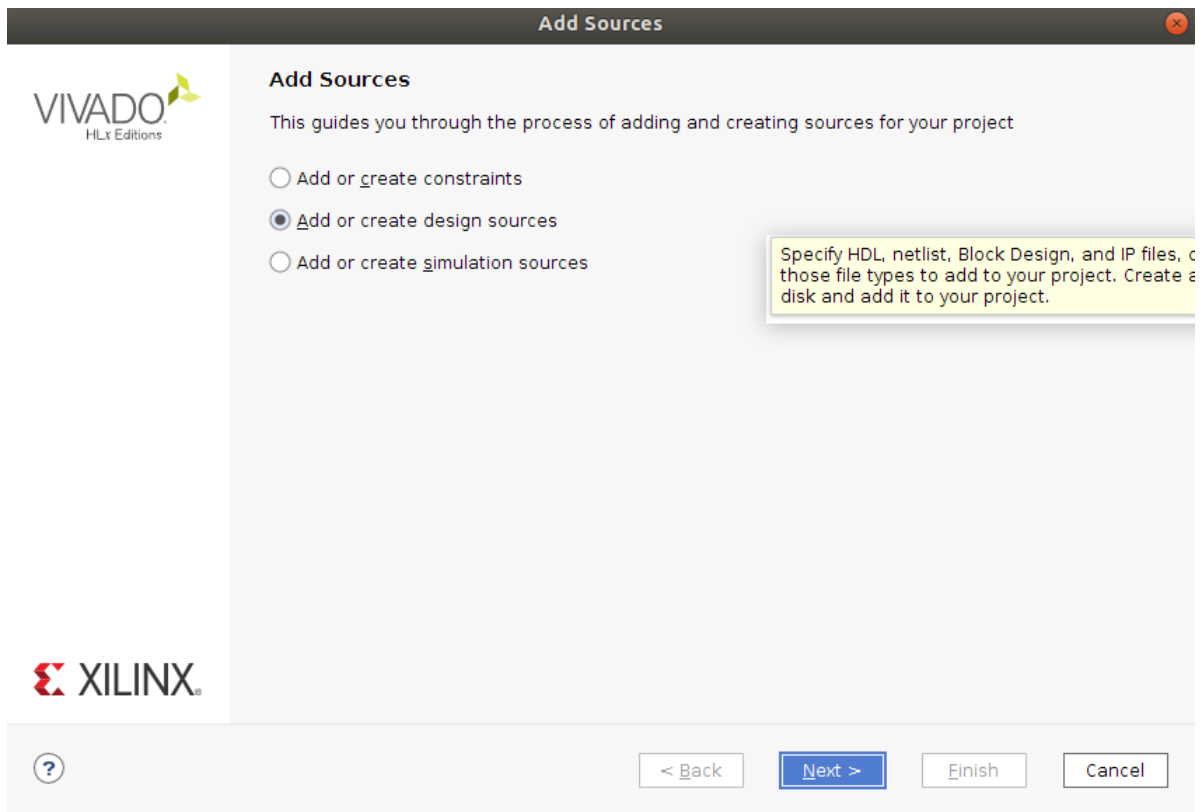 Add Sources
VIVADO
HLx Editions
Add Sources
This guides you through the process of adding and creating sources for your project
Add or create constraints
Add or create design sources
Add or create simulation sources
Specify HDL, netlist, Block Design, and IP files,
those file types to add to your project. Create
disk and add it to your project.
XILINX
?
< Back
Next >
Finish
Cancel